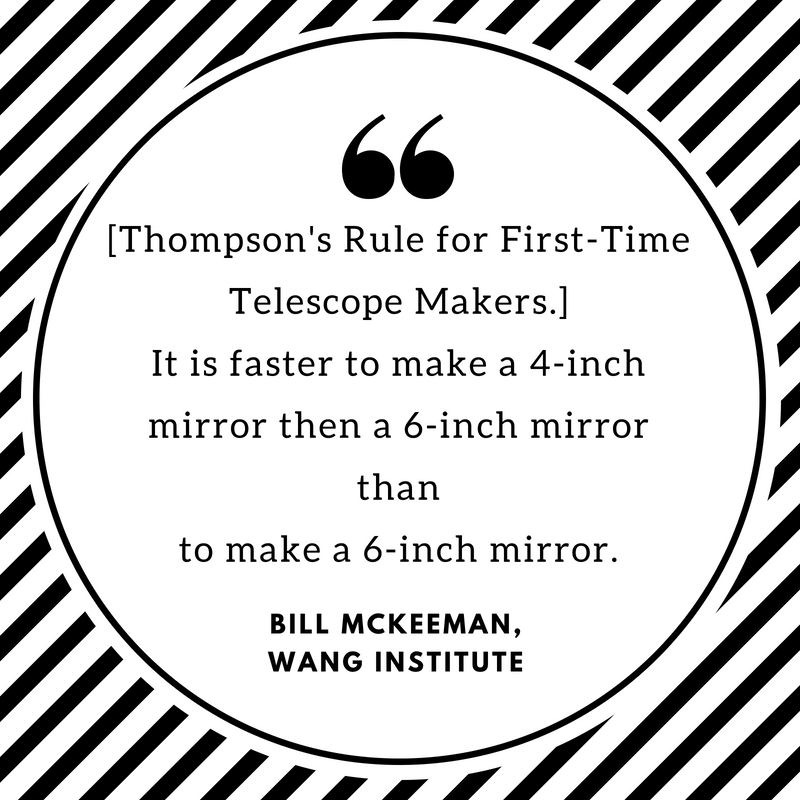 [Thompson's Rule for First-Time
Telescope Makers.]
It is faster to make a 4-inch
mirror then a 6-inch mirror
than
to make a 6-inch mirror.
BILL MCKEEMAN,
WANG INSTITUTE